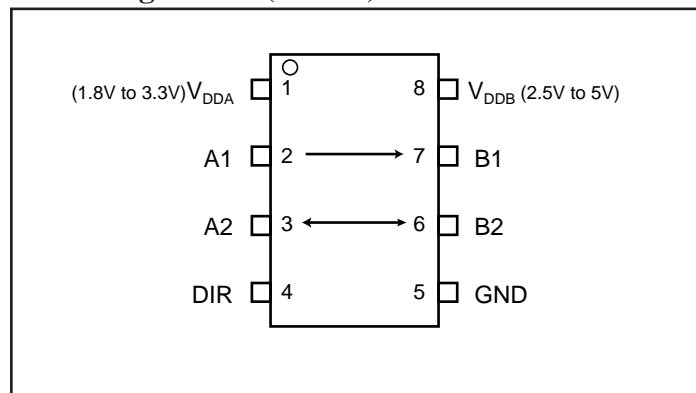 (1.8V to 3.3V)VDDA 1 8 VDDB (2.5V to 5V)
A1 2 7 B1
A2 3 6 B2
DIR 4 5 GND